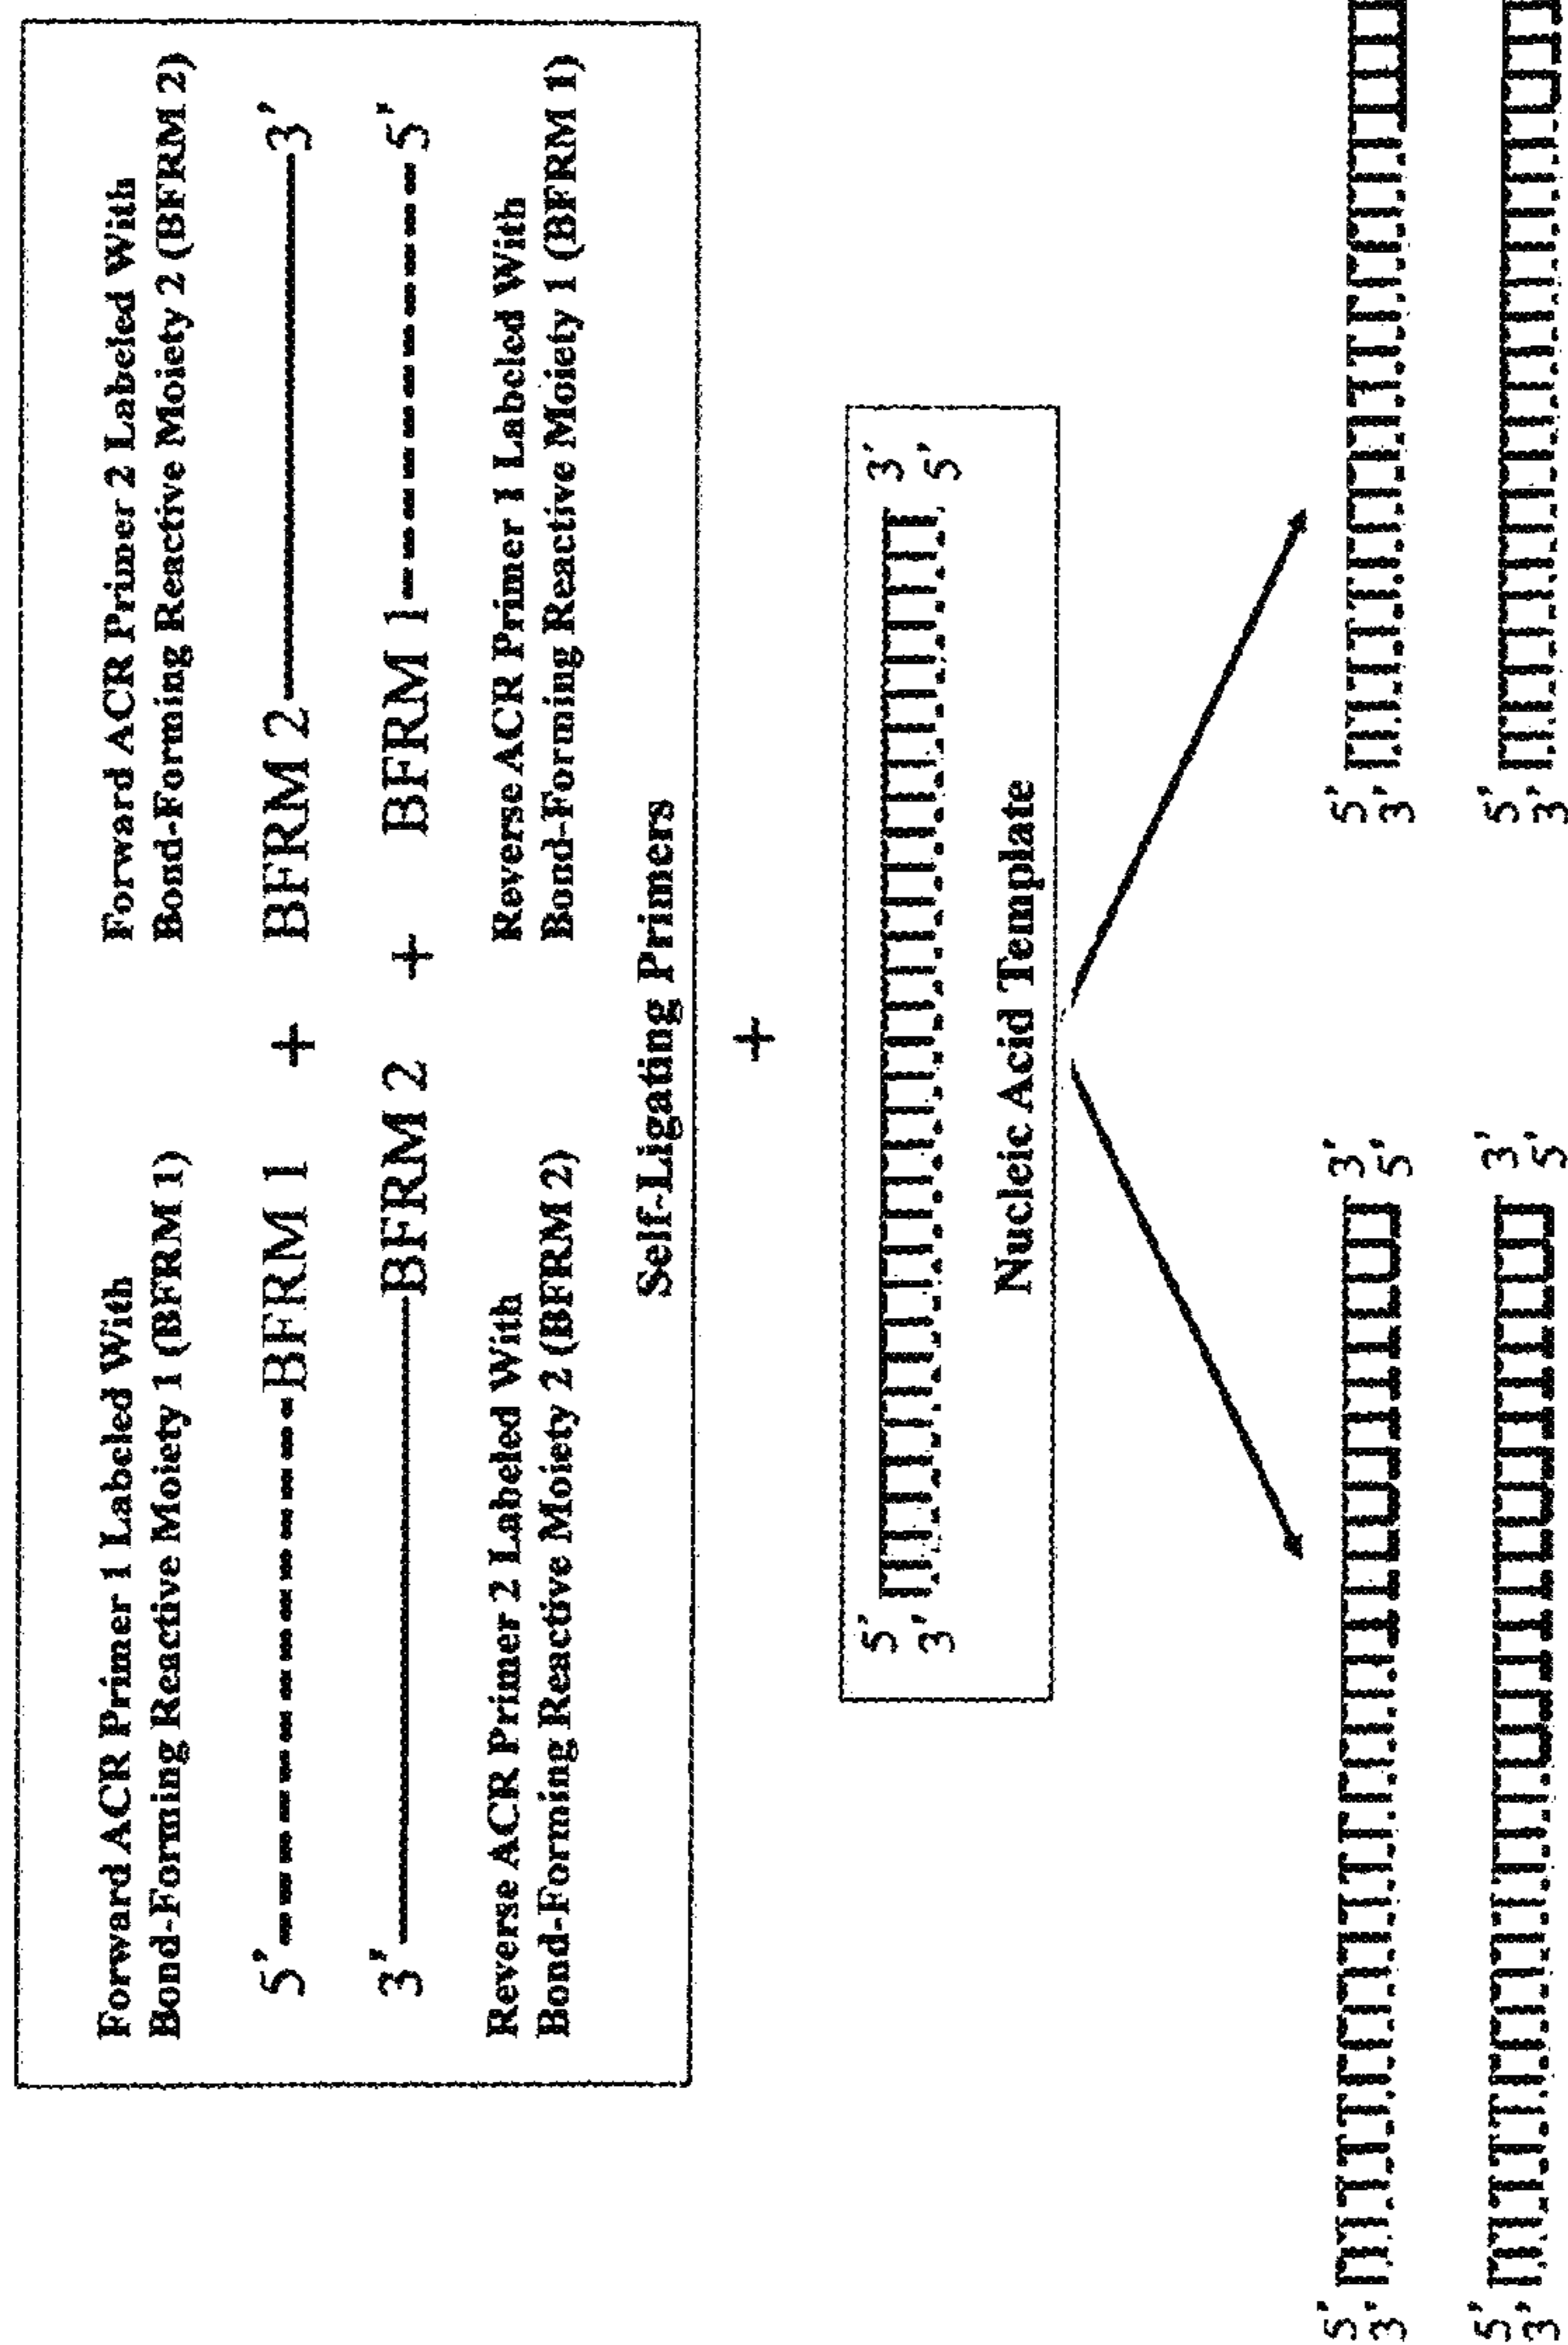 Forward ACR Primer 1 Labeled With
Bond-Forming Reactive Moiety 1 (BFRM 1)
Forward ACR Primer 2 Labeled With
Bond-Forming Reactive Moiety 2 (BFRM 2)
5' BFRM 1 + BFRM 2 3'
3' BFRM 2 + BFRM 1 5'
Reverse ACR Primer 2 Labeled With
Bond-Forming Reactive Moiety 2 (BFRM 2)
Reverse ACR Primer 1 Labeled With
Bond-Forming Reactive Moiety 1 (BFRM 1)
Self-Ligating Primers
+
5' 3'
3' 5'
Nucleic Acid Template
5' 3' 5'
3' 5' 3'
5' 3' 5'
3' 5' 3'